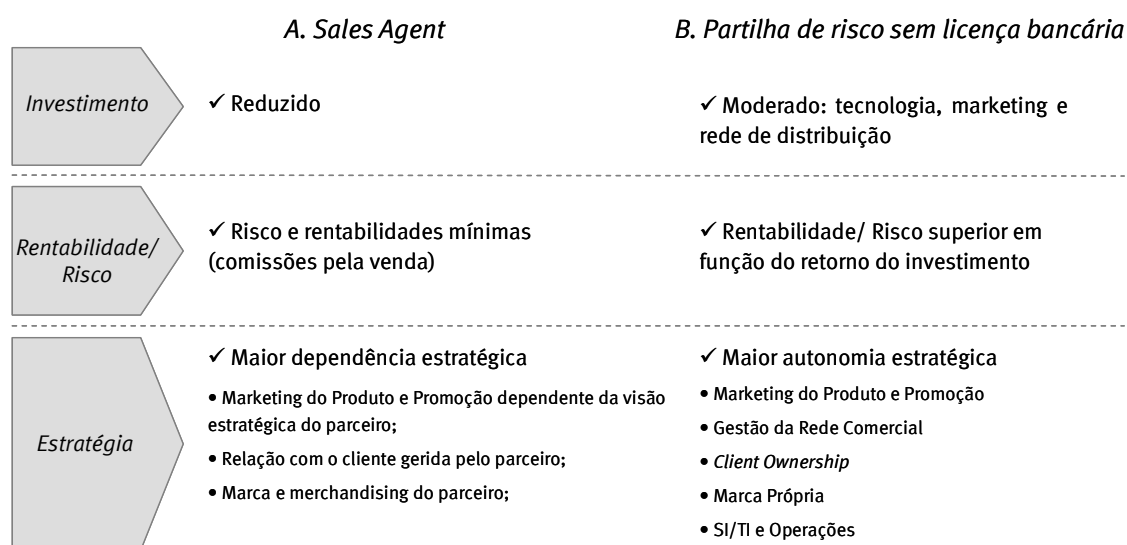 A. Sales Agent
B. Partilha de risco sem licença bancária
Investimento
✓ Reduzido
✓ Moderado: tecnologia, marketing e
rede de distribuição
Rentabilidade/
Risco
✓ Risco e rentabilidades mínimas
(comissões pela venda)
✓ Rentabilidade/ Risco superior em
função do retorno do investimento
Estratégia
✓ Maior dependência estratégica
• Marketing do Produto e Promoção dependente da visão
estratégica do parceiro;
• Relação com o cliente gerida pelo parceiro;
• Marca e merchandising do parceiro;
✓ Maior autonomia estratégica
• Marketing do Produto e Promoção
• Gestão da Rede Comercial
• Client Ownership
• Marca Própria
• SI/TI e Operações